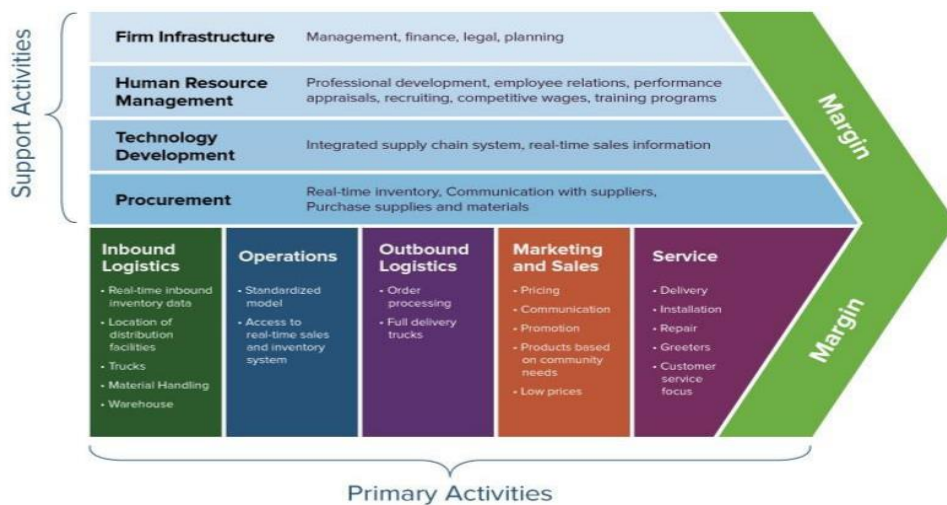 Support Activities
Firm Infrastructure
Management, finance, legal, planning
Human Resource
Management
Professional development, employee relations, performance
appraisals, recruiting, competitive wages, training programs
Technology
Development
Integrated supply chain system, real-time sales information
Procurement
Real-time inventory, Communication with suppliers,
Purchase supplies and materials
Margin
Inbound
Logistics
• Real-time inbound
inventory data
• Location of
distribution
facilities
• Trucks
• Material Handling
• Warehouse
Operations
• Standardized
model
• Access to
real-time sales
and inventory
system
Outbound
Logistics
• Order
processing
• Full delivery
trucks
Marketing
and Sales
• Pricing
• Communication
• Promotion
• Products based
on community
needs
• Low prices
Service
• Delivery
• Installation
• Repair
• Greeters
• Customer
service
focus
Margin
Primary Activities